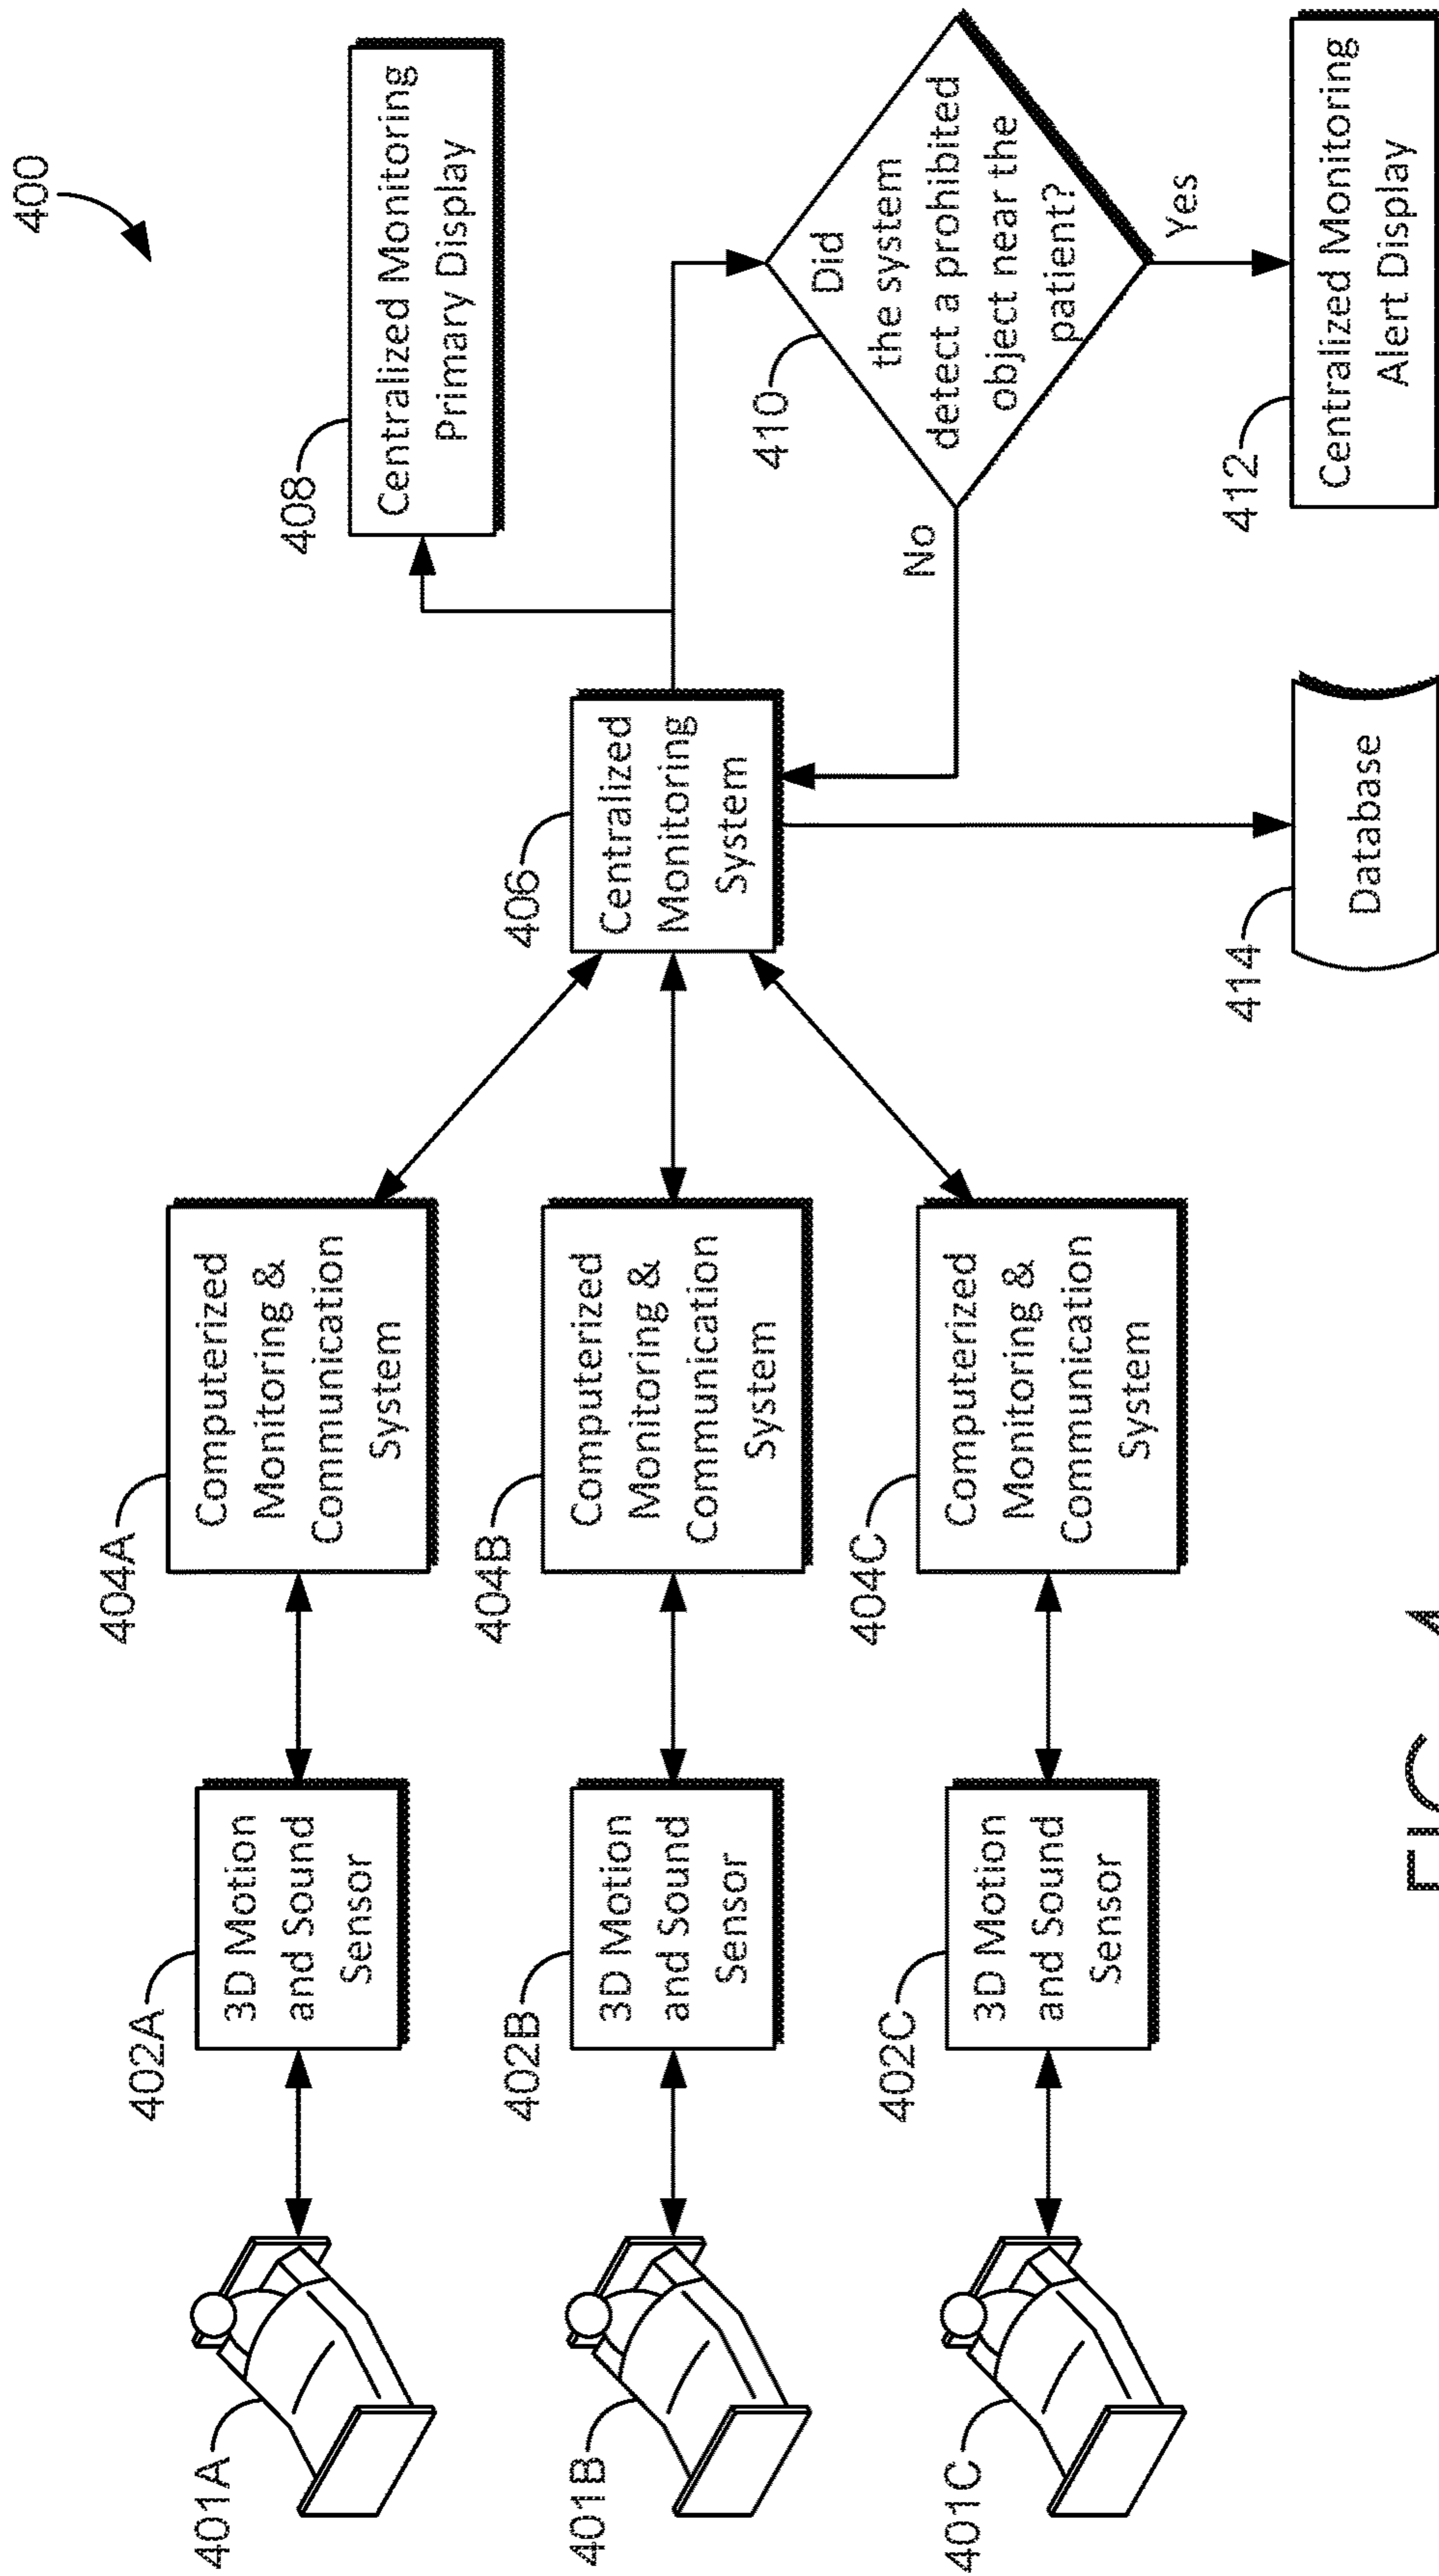 400
401A
402A
3D Motion
and Sound
Sensor
404A
Computerized
Monitoring &
Communication
System
401B
402B
3D Motion
and Sound
Sensor
404B
Computerized
Monitoring &
Communication
System
401C
402C
3D Motion
and Sound
Sensor
404C
Computerized
Monitoring &
Communication
System
406
Centralized
Monitoring
System
408
Centralized Monitoring
Primary Display
410
Did
the system
detect a prohibited
object near the
patient?
No
Yes
412
Centralized Monitoring
Alert Display
414
Database